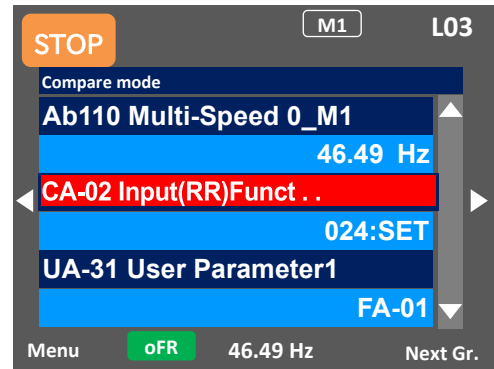 STOP M1 L03
Compare mode
Ab110 Multi-Speed 0_M1
46.49 Hz
CA-02 Input(RR)Funct . .
024:SET
UA-31 User Parameter1
FA-01
Menu oFR 46.49 Hz Next Gr.